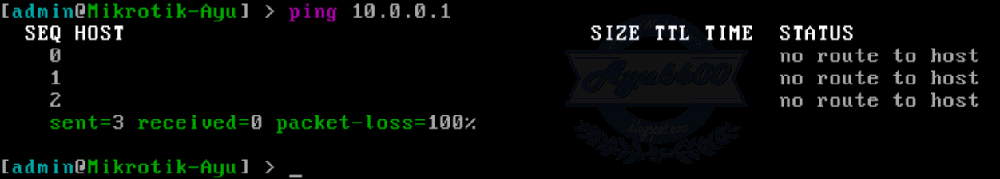 [admin@Mikrotik-Ayu] > ping 10.0.0.1
SEQ HOST SIZE TTL TIME STATUS
0 no route to host
1 no route to host
2 no route to host
sent=3 received=0 packet-loss=100%
[admin@Mikrotik-Ayu] > _
Ayu6600
.blogspot.com